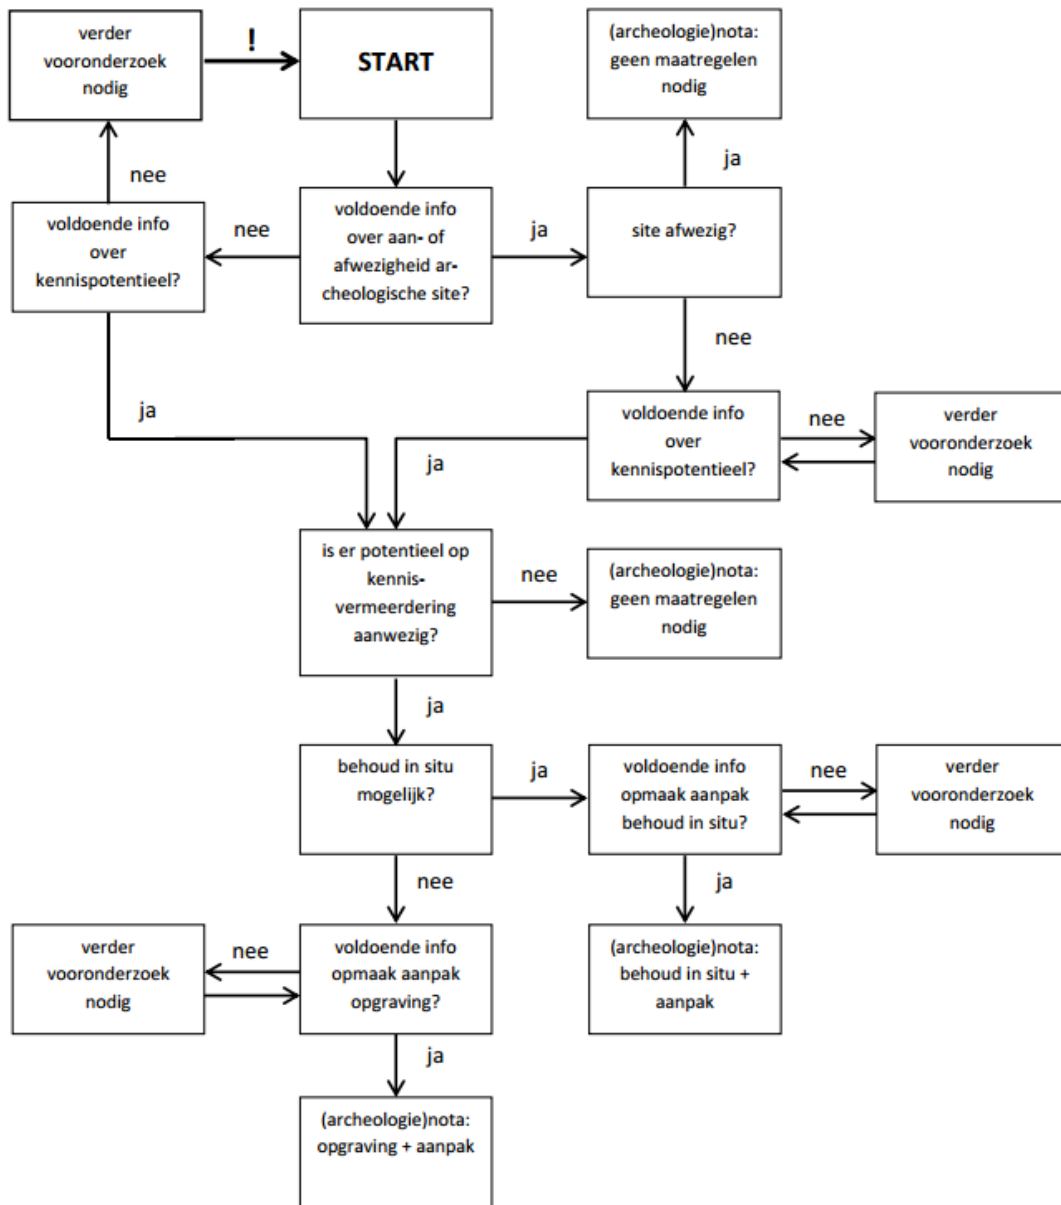 verder
vooronderzoek
nodig
!
START
(archeologie)nota:
geen maatregelen
nodig
nee
ja
voldoende info
over
kennispotentieel?
nee
voldoende info
over aan- of
afwezigheid ar-
cheologische site?
ja
site afwezig?
nee
ja
voldoende info
over
kennispotentieel?
nee
verder
vooronderzoek
nodig
ja
is er potentieel op
kennis-
vermeerdering
aanwezig?
nee
(archeologie)nota:
geen maatregelen
nodig
ja
behoud in situ
mogelijk?
ja
voldoende info
opmaak aanpak
behoud in situ?
nee
verder
vooronderzoek
nodig
nee
ja
verder
vooronderzoek
nodig
nee
voldoende info
opmaak aanpak
opgraving?
(archeologie)nota:
behoud in situ +
aanpak
ja
(archeologie)nota:
opgraving + aanpak